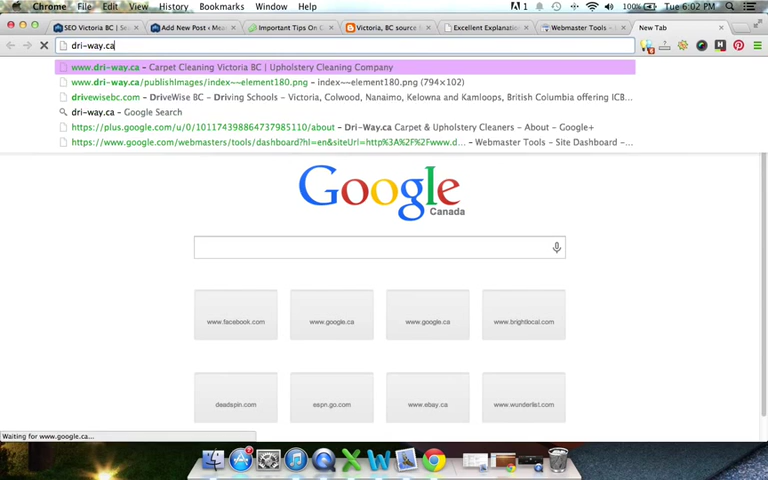 Chrome File Edit View History Bookmarks Window Help 1 100% Tue 6:02 PM
SEO Victoria BC | Se Add New Post ‹ Me Important Tips On C Victoria, BC source Excellent Explanation Webmaster Tools - New Tab
dri-way.ca
www.dri-way.ca - Carpet Cleaning Victoria BC | Upholstery Cleaning Company
www.dri-way.ca/publishImages/index~~element180.png - index~~element180.png (794×102)
drivewisebc.com - DriveWise BC - Driving Schools - Victoria, Colwood, Nanaimo, Kelowna and Kamloops, British Columbia offering ICB...
dri-way.ca - Google Search
https://plus.google.com/u/0/101174398864737985110/about - Dri-Way.ca Carpet & Upholstery Cleaners - About - Google+
https://www.google.com/webmasters/tools/dashboard?hl=en&siteUrl=http%3A%2F%2Fwww.d... - Webmaster Tools - Site Dashboard -...
Google
Canada
www.facebook.com www.google.ca www.google.ca www.brightlocal.com
deadspin.com espn.go.com www.ebay.ca www.wunderlist.com
Waiting for www.google.ca...